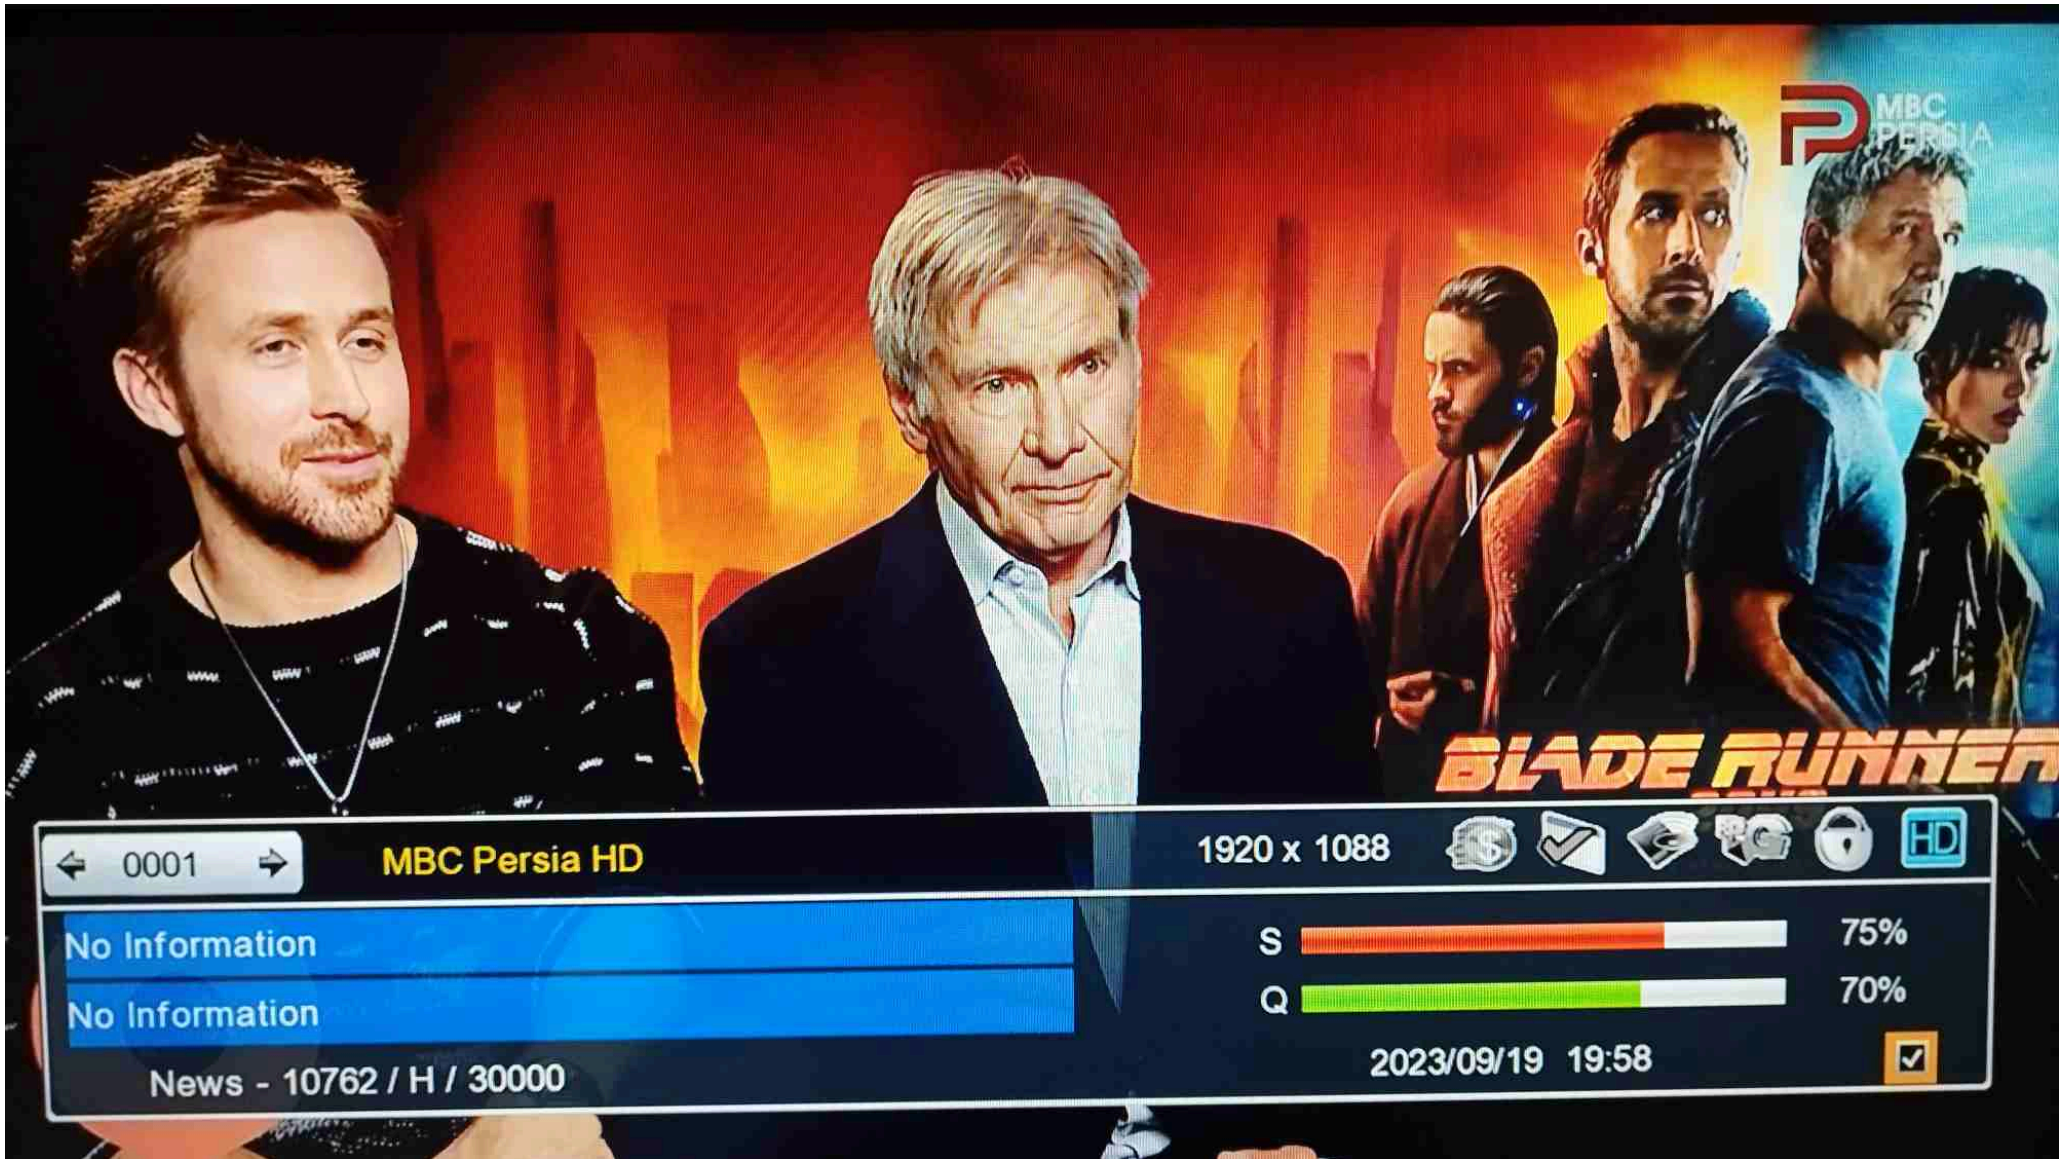 MBC
PERSIA
BLADE RUNNER
0001
MBC Persia HD
1920 x 1088
HD
No Information
No Information
S
75%
Q
70%
News - 10762 / H / 30000
2023/09/19 19:58